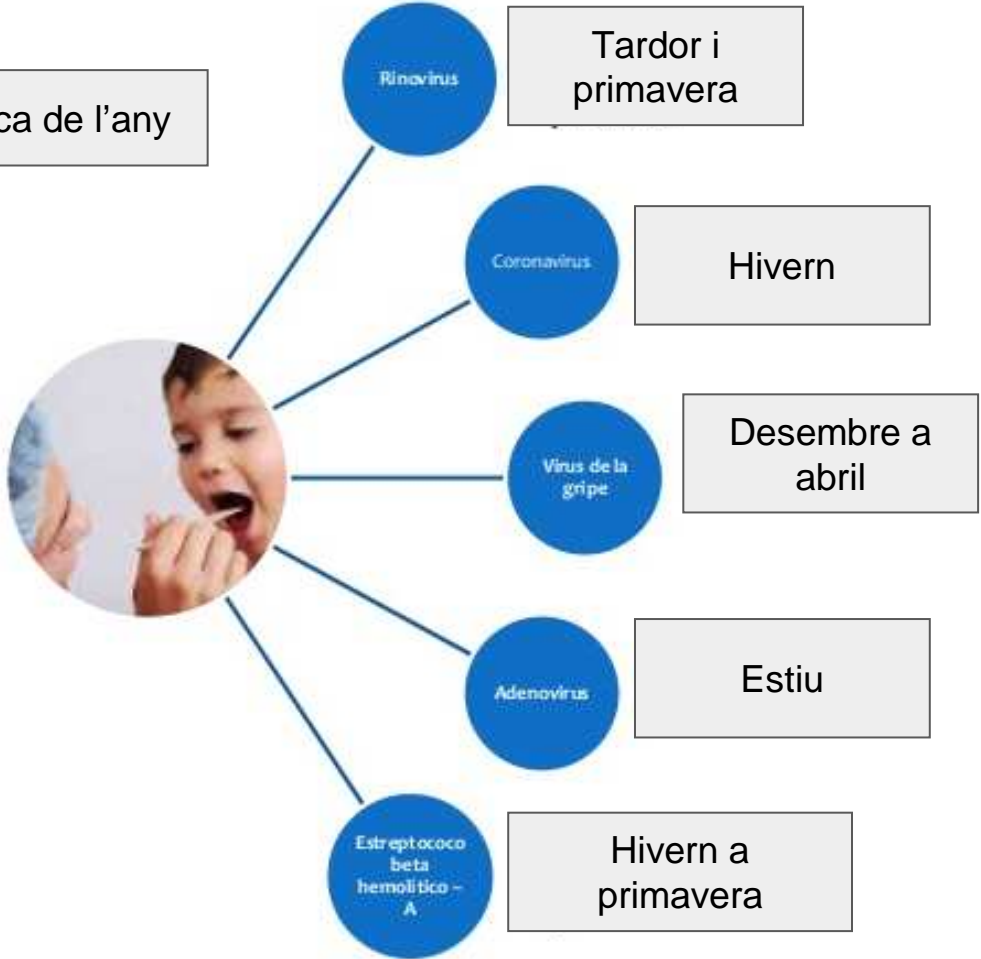 ca de l’any
Rinovirus
Tardor i
primavera
Coronavirus
Hivern
Virus de la
gripe
Desembre a
abril
Adenovirus
Estiu
Estreptococo
beta
hemolítico –
A
Hivern a
primavera